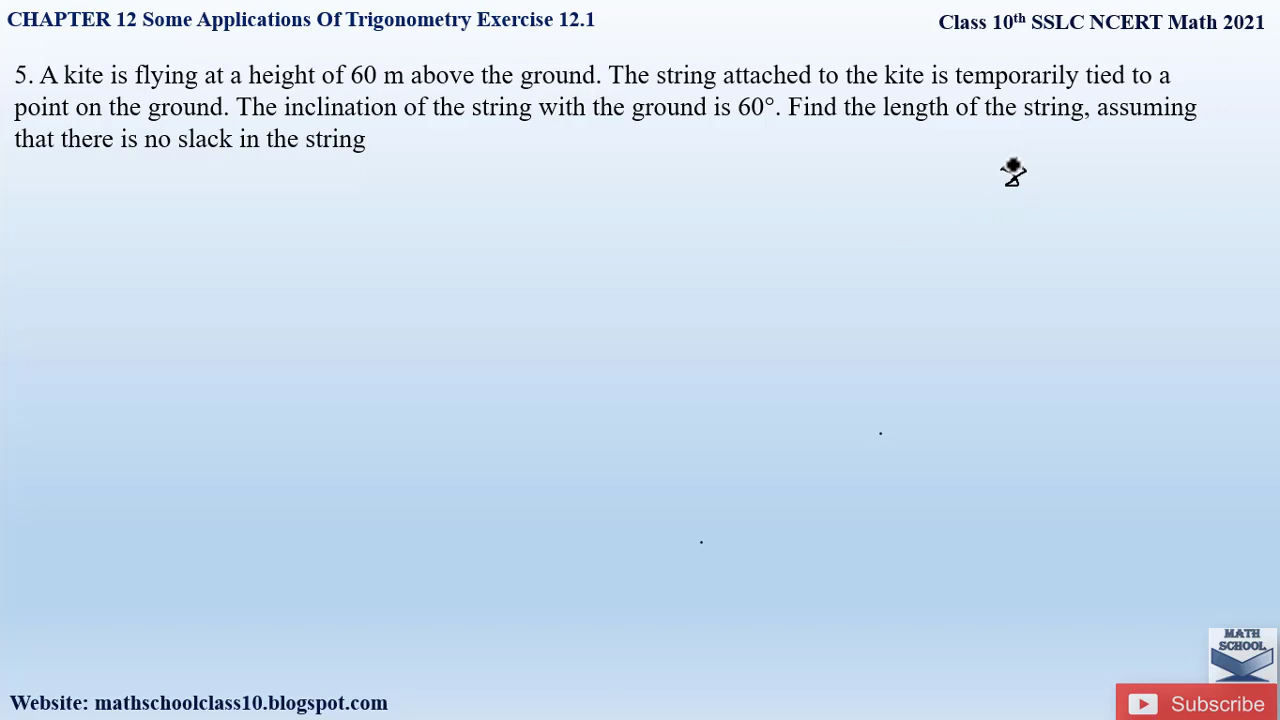 CHAPTER 12 Some Applications Of Trigonometry Exercise 12.1
Class 10th SSLC NCERT Math 2021
5. A kite is flying at a height of 60 m above the ground. The string attached to the kite is temporarily tied to a
point on the ground. The inclination of the string with the ground is 60°. Find the length of the string, assuming
that there is no slack in the string
MATH
SCHOOL
Website: mathschoolclass10.blogspot.com
Subscribe